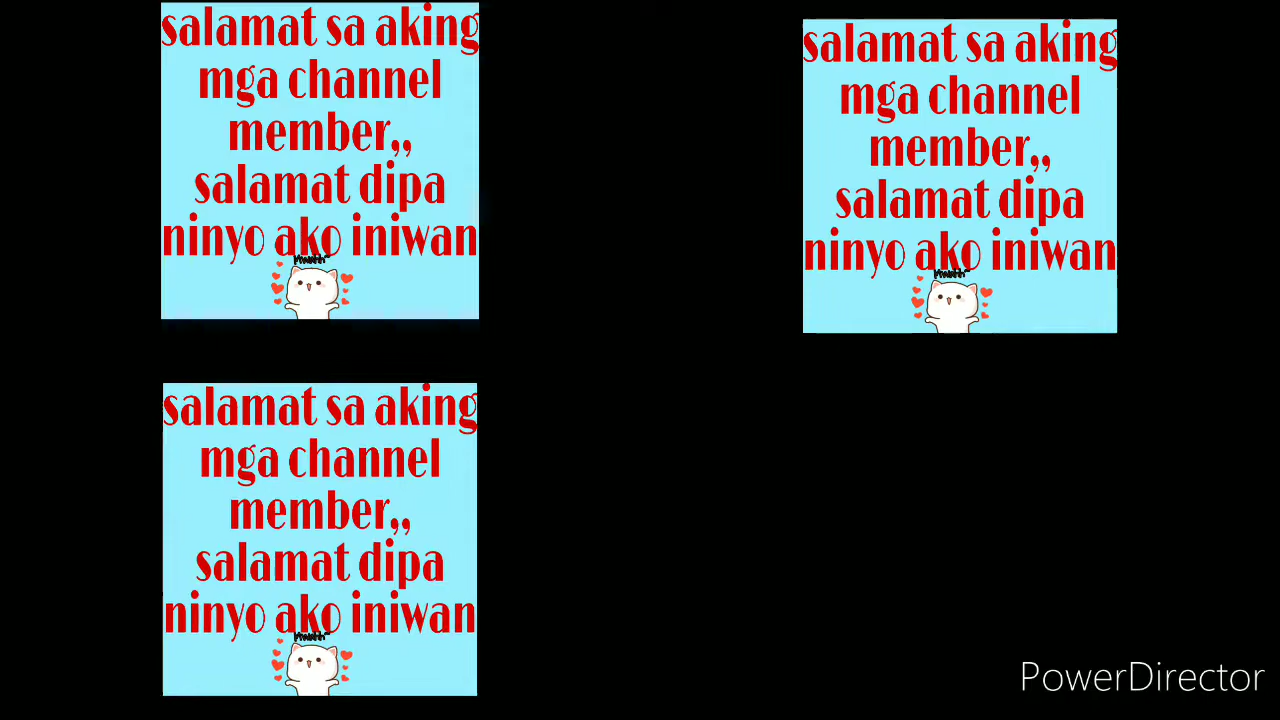 salamat sa aking
mga channel
member,,
salamat dipa
ninyo ako iniwan
salamat sa aking
mga channel
member,,
salamat dipa
ninyo ako iniwan
salamat sa aking
mga channel
member,,
salamat dipa
ninyo ako iniwan
PowerDirector